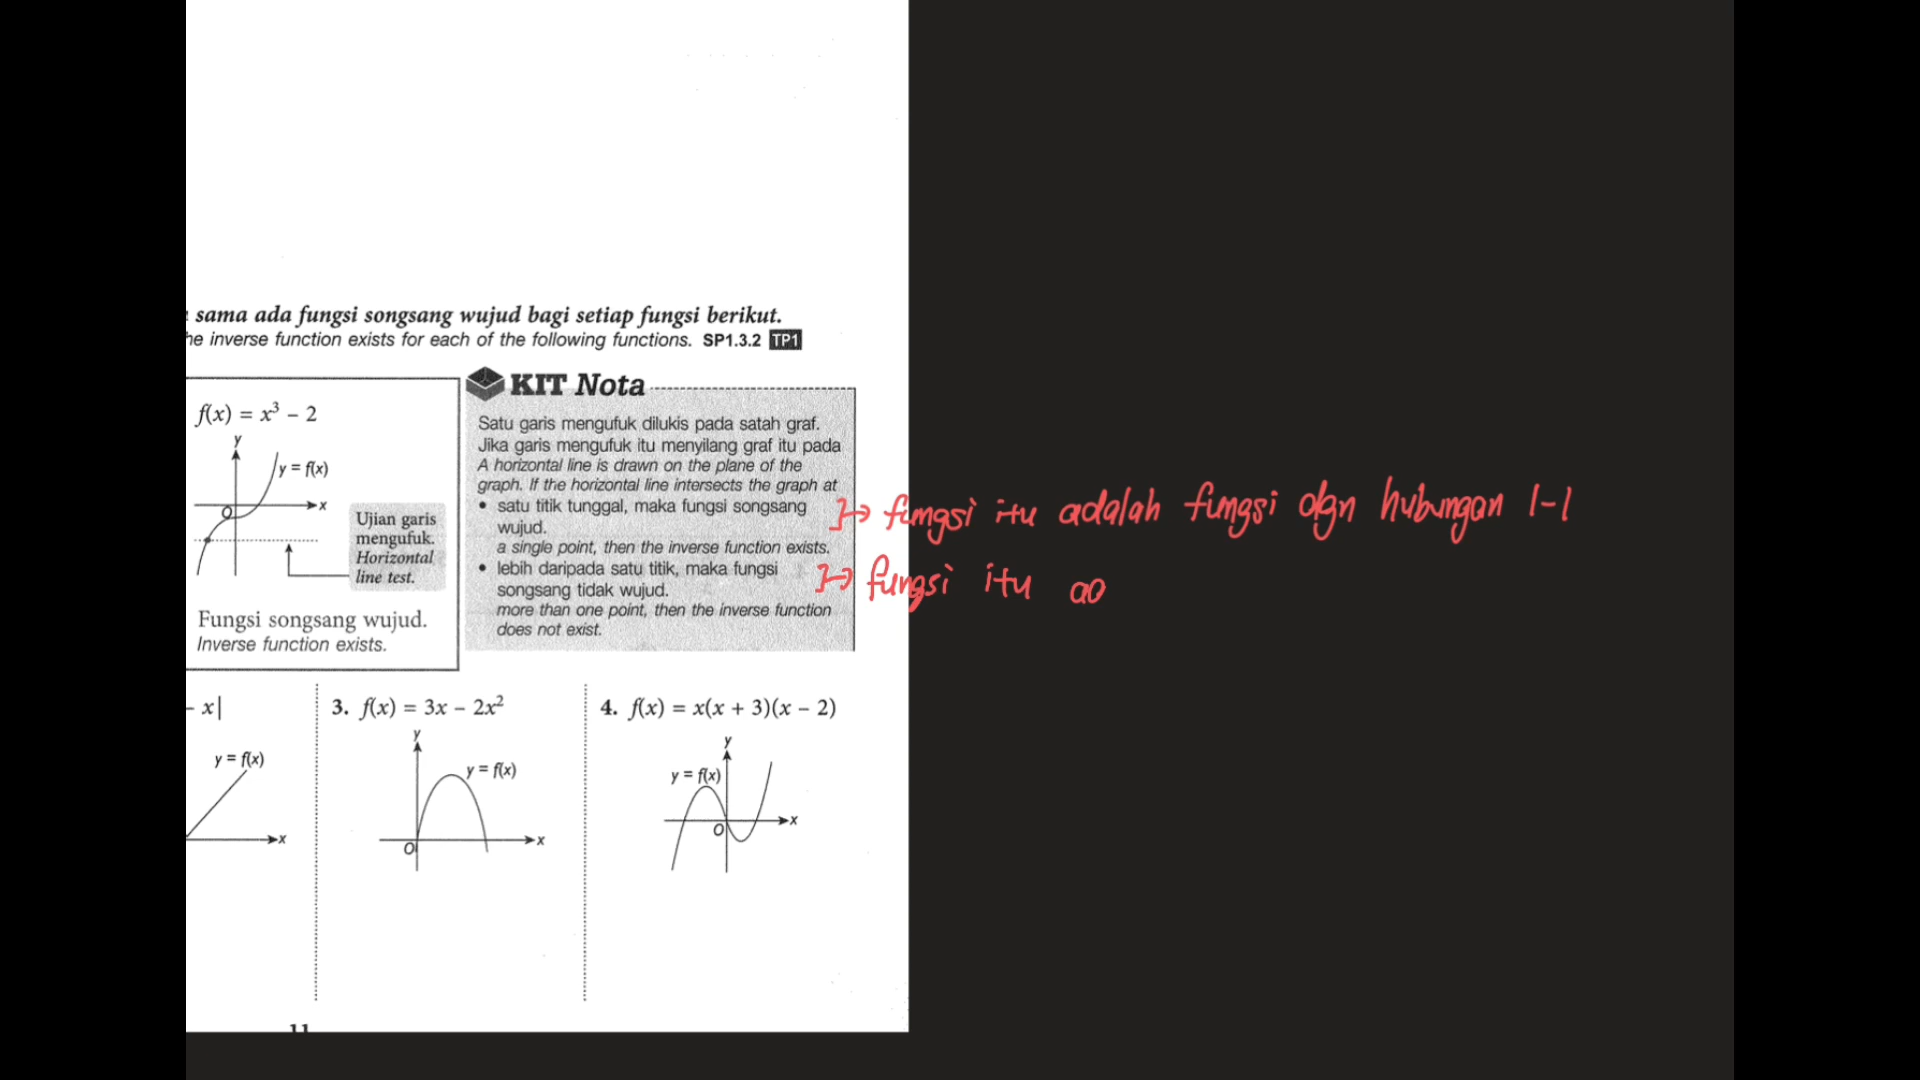 sama ada fungsi songsang wujud bagi setiap fungsi berikut.
he inverse function exists for each of the following functions. SP1.3.2 TP1
f(x) = x³ – 2
y
y = f(x)
x
O
Ujian garis
mengufuk.
Horizontal
line test.
Fungsi songsang wujud.
Inverse function exists.
KIT Nota
Satu garis mengufuk dilukis pada satah graf.
Jika garis mengufuk itu menyilang graf itu pada
A horizontal line is drawn on the plane of the
graph. If the horizontal line intersects the graph at
• satu titik tunggal, maka fungsi songsang
wujud.
a single point, then the inverse function exists.
• lebih daripada satu titik, maka fungsi
songsang tidak wujud.
more than one point, then the inverse function
does not exist.
fungsi itu adalah fungsi dgn hubungan 1-1
fungsi itu ad
– x|
y = f(x)
x
3. f(x) = 3x – 2x²
y
y = f(x)
O
x
4. f(x) = x(x + 3)(x – 2)
y
y = f(x)
O
x
11